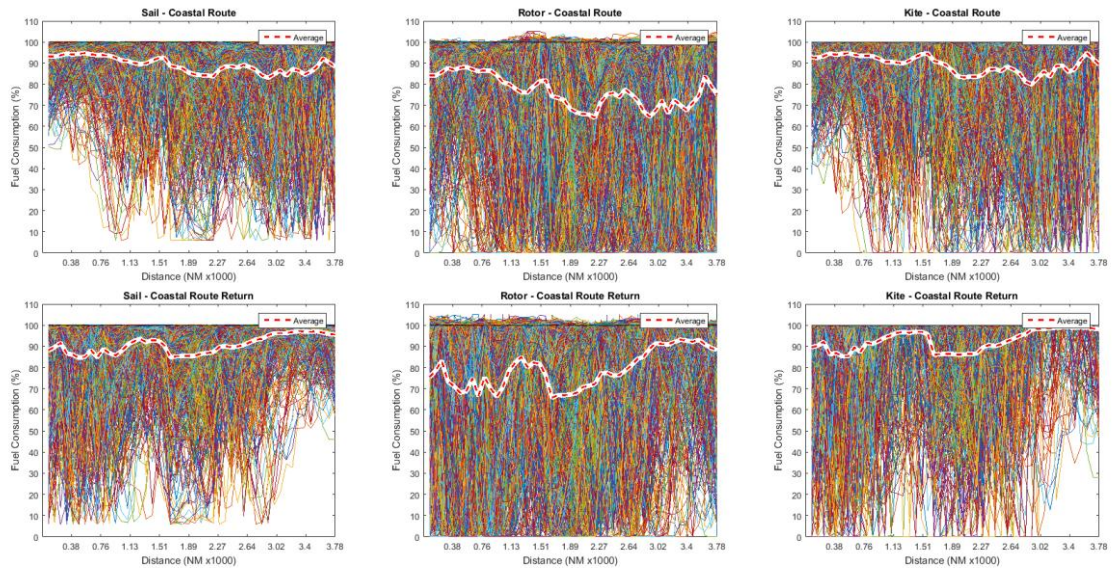 Sail - Coastal Route
Average
Fuel Consumption (%)
110
100
90
80
70
60
50
40
30
20
10
0
0.38 0.76 1.13 1.51 1.89 2.27 2.64 3.02 3.4 3.78
Distance (NM x1000)
Rotor - Coastal Route
Average
Fuel Consumption (%)
110
100
90
80
70
60
50
40
30
20
10
0
0.38 0.76 1.13 1.51 1.89 2.27 2.64 3.02 3.4 3.78
Distance (NM x1000)
Kite - Coastal Route
Average
Fuel Consumption (%)
110
100
90
80
70
60
50
40
30
20
10
0
0.38 0.76 1.13 1.51 1.89 2.27 2.64 3.02 3.4 3.78
Distance (NM x1000)
Sail - Coastal Route Return
Average
Fuel Consumption (%)
110
100
90
80
70
60
50
40
30
20
10
0
0.38 0.76 1.13 1.51 1.89 2.27 2.64 3.02 3.4 3.78
Distance (NM x1000)
Rotor - Coastal Route Return
Average
Fuel Consumption (%)
110
100
90
80
70
60
50
40
30
20
10
0
0.38 0.76 1.13 1.51 1.89 2.27 2.64 3.02 3.4 3.78
Distance (NM x1000)
Kite - Coastal Route Return
Average
Fuel Consumption (%)
110
100
90
80
70
60
50
40
30
20
10
0
0.38 0.76 1.13 1.51 1.89 2.27 2.64 3.02 3.4 3.78
Distance (NM x1000)